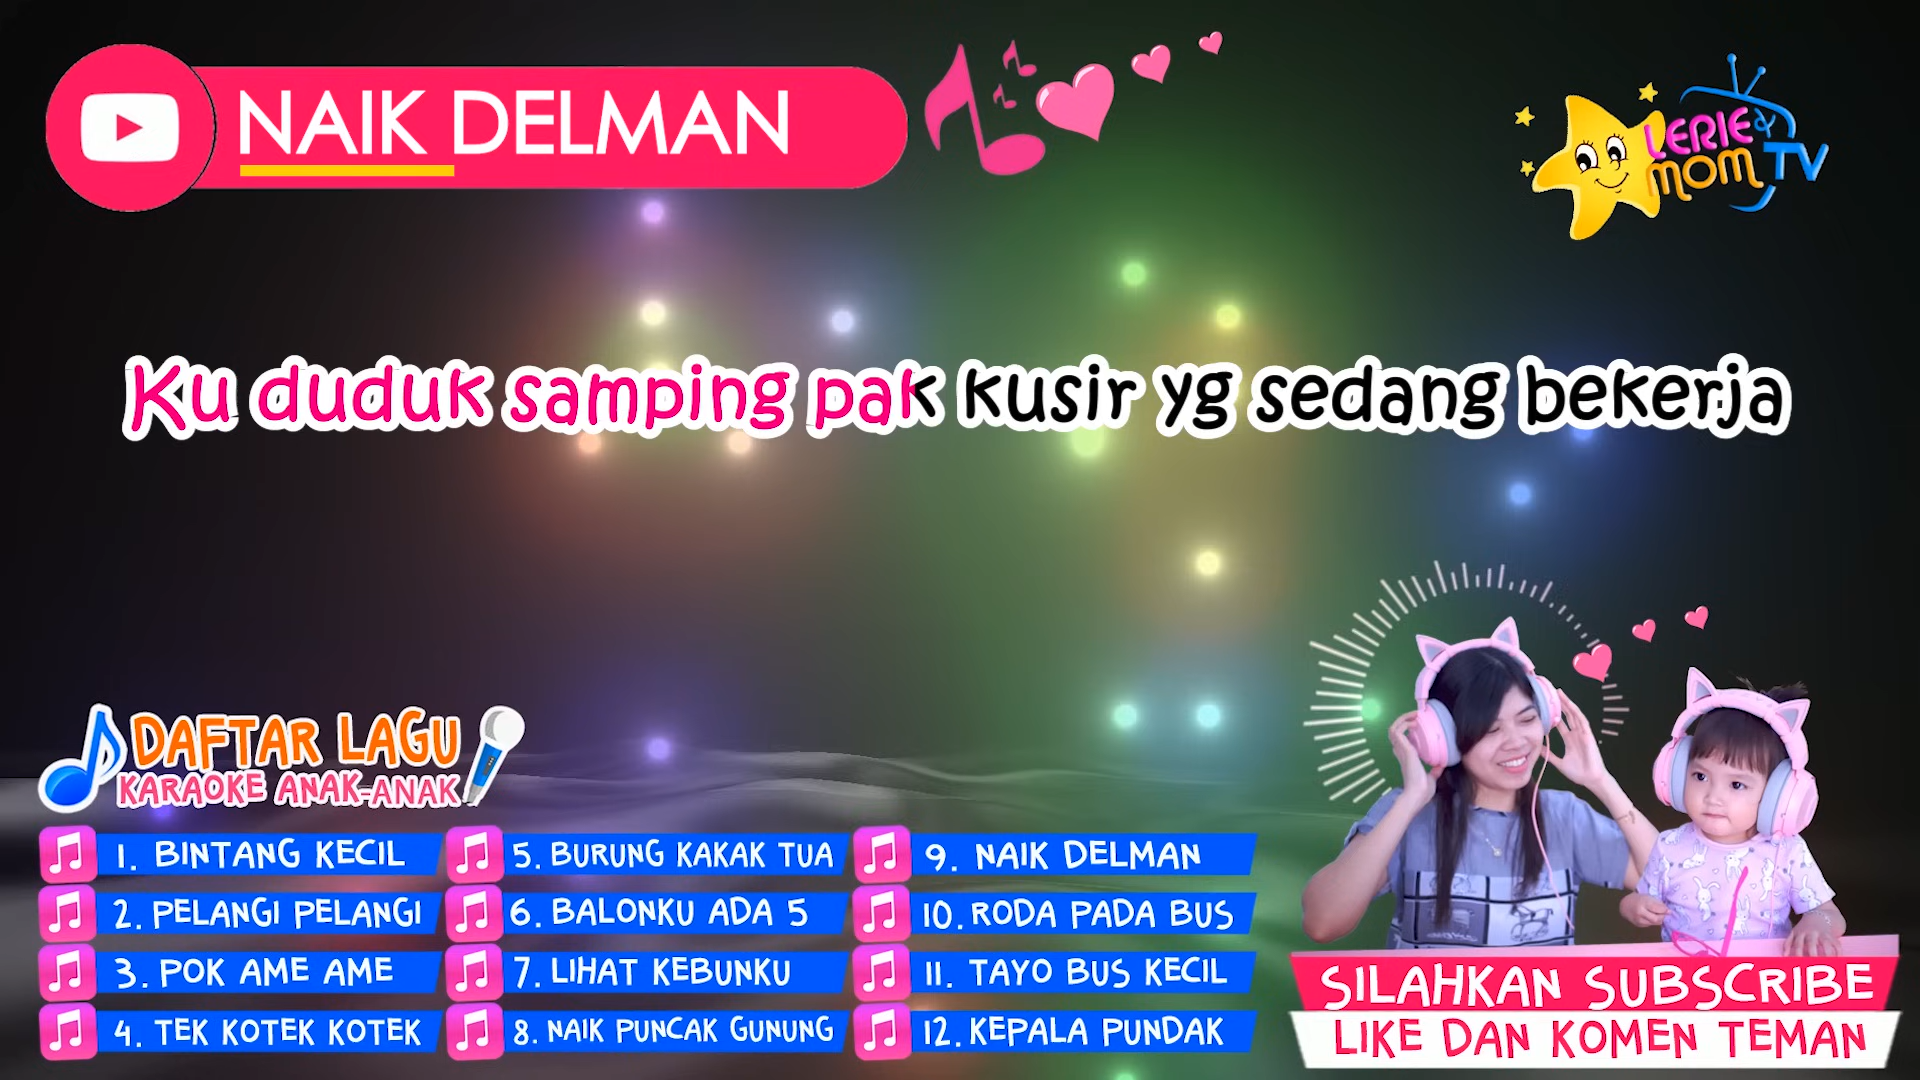 NAIK DELMAN
LERIE &
MOM TV
Ku duduk samping pak kusir yg sedang bekerja
DAFTAR LAGU
KARAOKE ANAK-ANAK
1. BINTANG KECIL
2. PELANGI PELANGI
3. POK AME AME
4. TEK KOTEK KOTEK
5. BURUNG KAKAK TUA
6. BALONKU ADA 5
7. LIHAT KEBUNKU
8. NAIK PUNCAK GUNUNG
9. NAIK DELMAN
10. RODA PADA BUS
11. TAYO BUS KECIL
12. KEPALA PUNDAK
SILAHKAN SUBSCRIBE
LIKE DAN KOMEN TEMAN